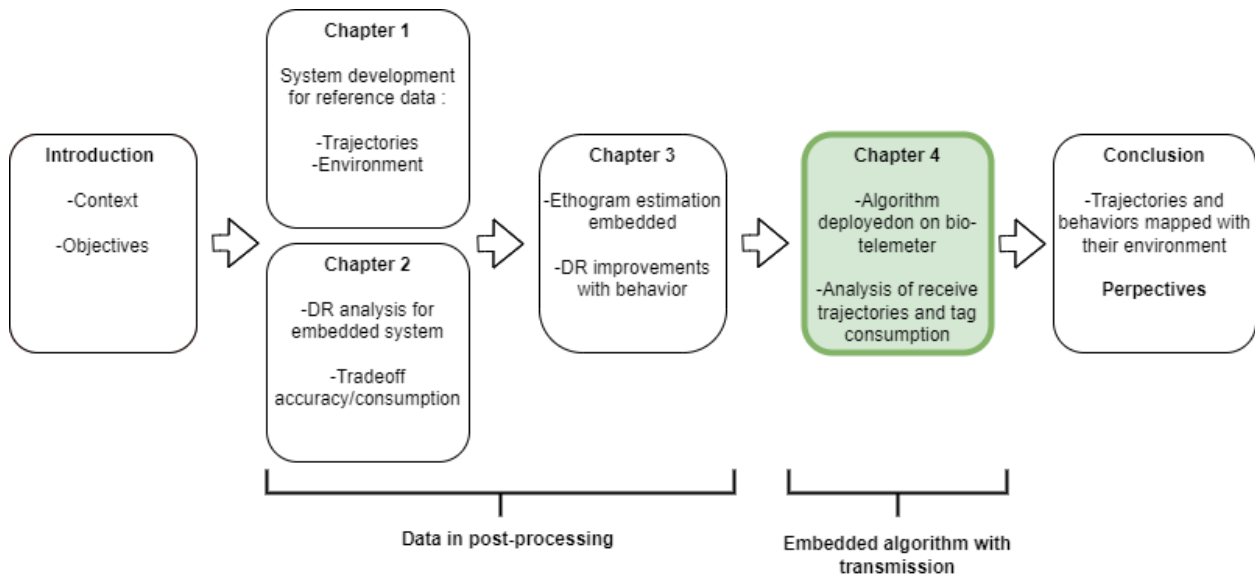 Introduction
-Context
-Objectives
Chapter 1
System development
for reference data :
-Trajectories
-Environment
Chapter 2
-DR analysis for
embedded system
-Tradeoff
accuracy/consumption
Chapter 3
-Ethogram estimation
embedded
-DR improvements
with behavior
Chapter 4
-Algorithm
deployedon on bio-
telemeter
-Analysis of receive
trajectories and tag
consumption
Conclusion
-Trajectories and
behaviors mapped with
their environment
Perpectives
Data in post-processing
Embedded algorithm with
transmission